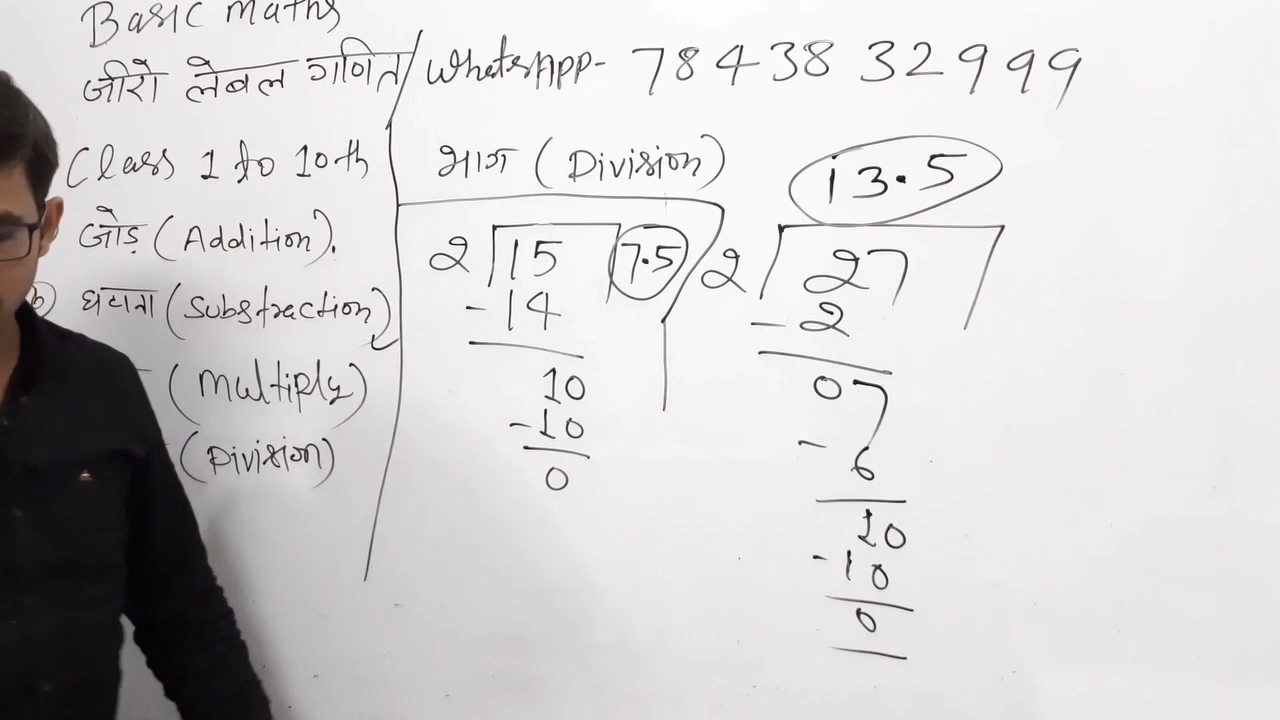 Basic Maths
जीरो लेबल गणित / WhatsApp- 7843832999
Class 1 to 10th
जोड़ (Addition).
b) घटाना (Substraction)
(Multiply)
(Division)
भाग (Division)
2 15 7.5
-14
10
-10
0
13.5
2 27
- 2
07
- 6
10
-10
0